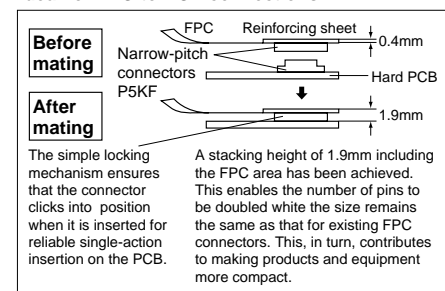 FPC
Reinforcing sheet
Before
mating
0.4mm
Narrow-pitch
connectors
P5KF
Hard PCB
After
mating
1.9mm
The simple locking
mechanism ensures
that the connector
clicks into position
when it is inserted for
reliable single-action
insertion on the PCB.
A stacking height of 1.9mm including
the FPC area has been achieved.
This enables the number of pins to
be doubled white the size remains
the same as that for existing FPC
connectors. This, in turn, contributes
to making products and equipment
more compact.